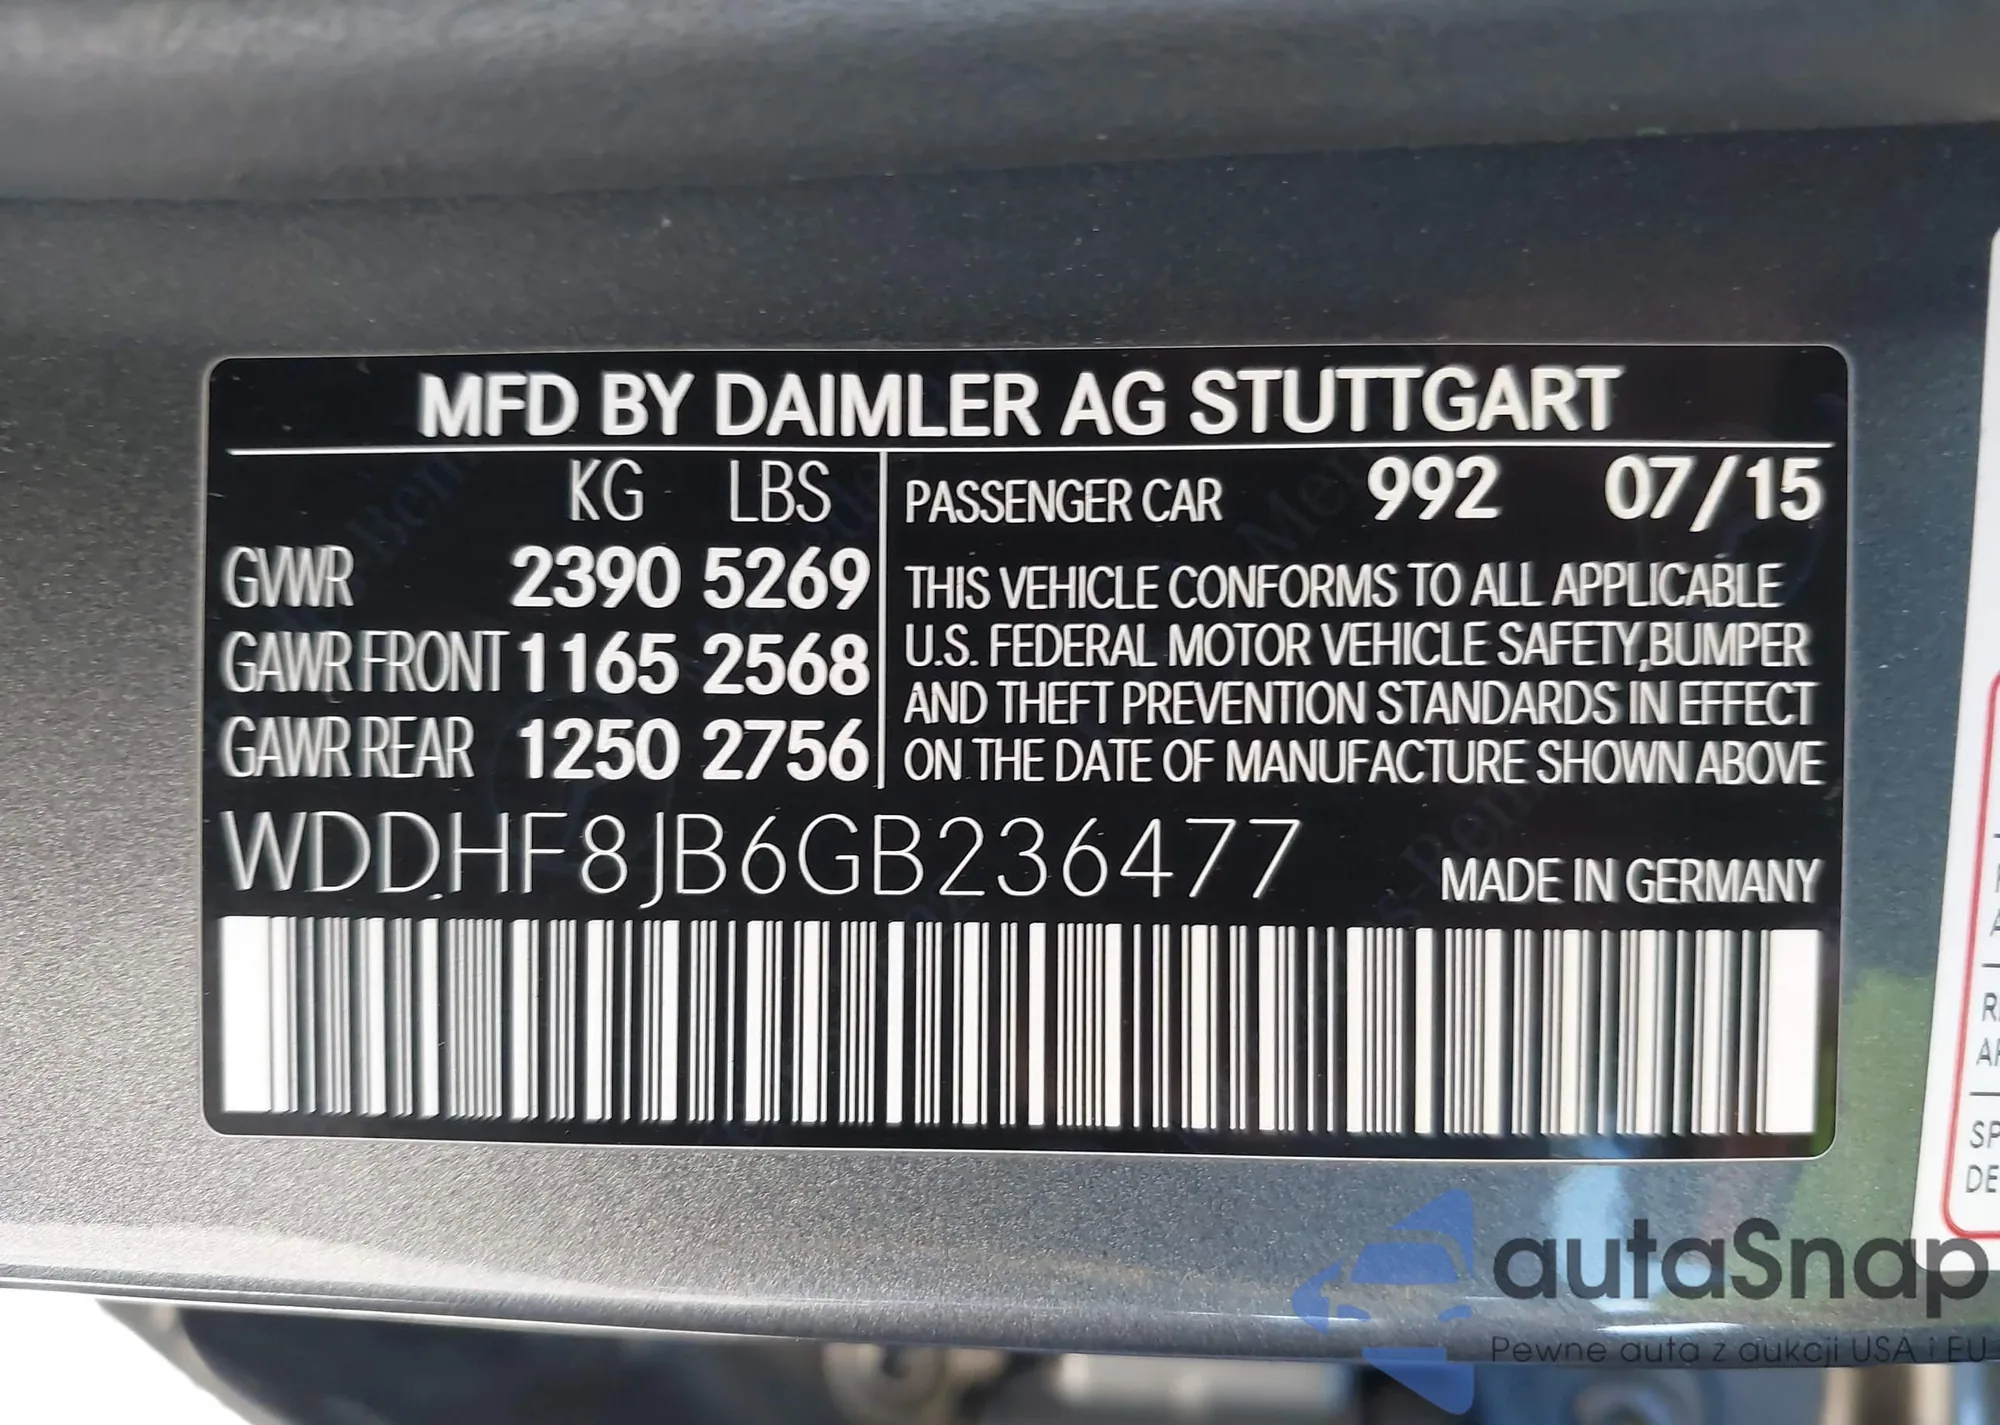 MFD BY DAIMLER AG STUTTGART
KG LBS
GVWR 2390 5269
GAWR FRONT 1165 2568
GAWR REAR 1250 2756
PASSENGER CAR 992 07/15
THIS VEHICLE CONFORMS TO ALL APPLICABLE
U.S. FEDERAL MOTOR VEHICLE SAFETY,BUMPER
AND THEFT PREVENTION STANDARDS IN EFFECT
ON THE DATE OF MANUFACTURE SHOWN ABOVE
WDDHF8JB6GB236477
MADE IN GERMANY
SP
DE
autaSnap
Pewne auta z aukcji USA i EU